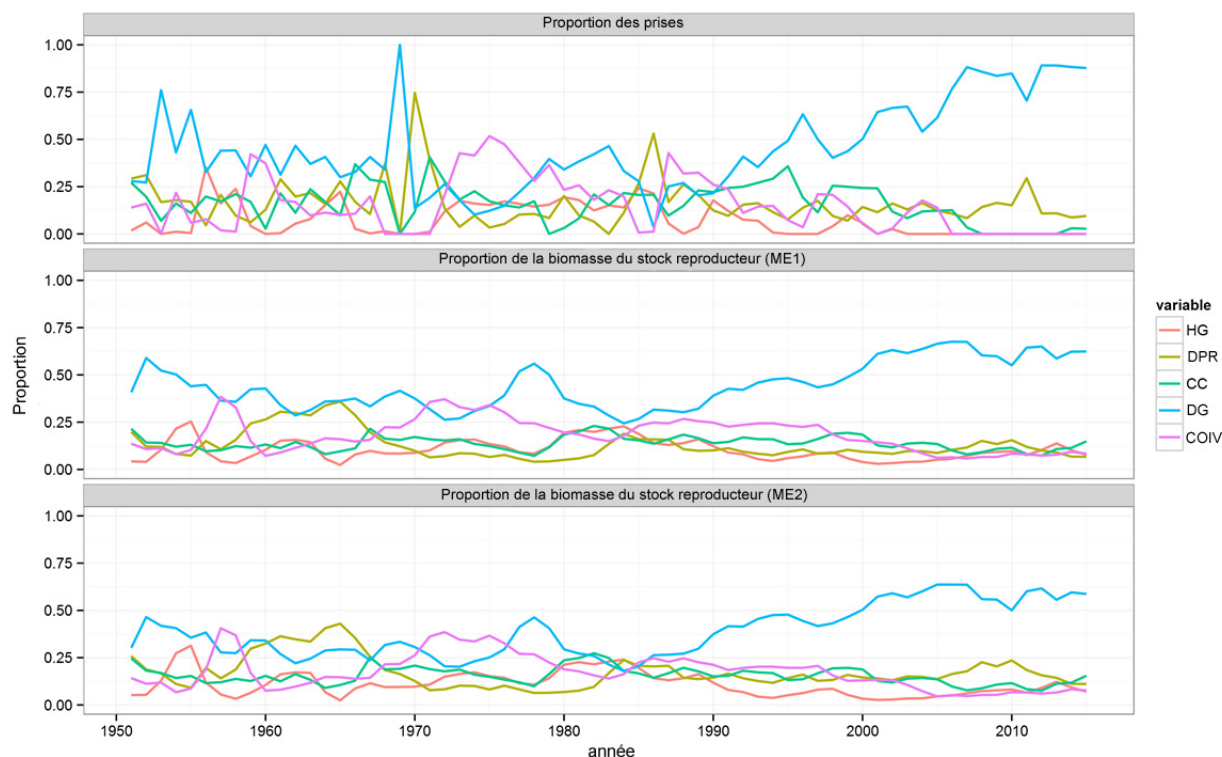 Proportion des prises
1.00
0.75
0.50
0.25
0.00
Proportion de la biomasse du stock reproducteur (ME1)
1.00
0.75
0.50
0.25
0.00
Proportion
Proportion de la biomasse du stock reproducteur (ME2)
1.00
0.75
0.50
0.25
0.00
1950 1960 1970 1980 1990 2000 2010
année
variable
HG
DPR
CC
DG
COIV